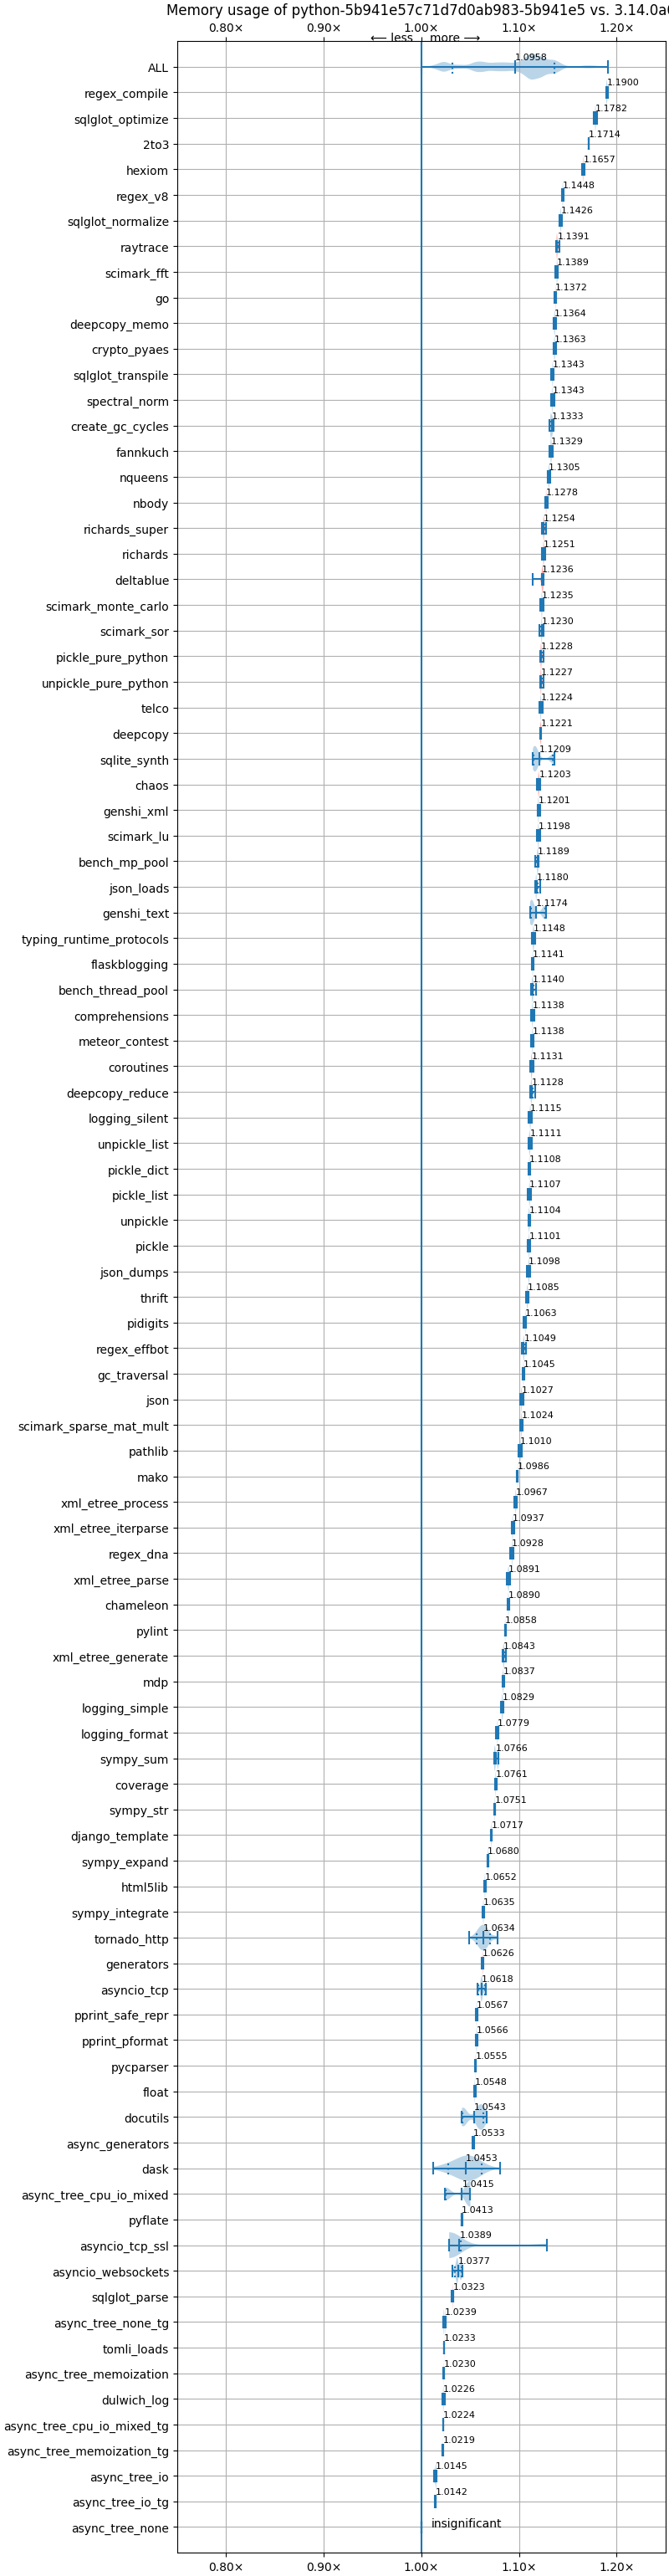 Memory usage of python-5b941e57c71d7d0ab983-5b941e5 vs. 3.14.0a
0.80× 0.90× 1.00× 1.10× 1.20×
⟵ less more ⟶
ALL 1.0958
regex_compile 1.1900
sqlglot_optimize 1.1782
2to3 1.1714
hexiom 1.1657
regex_v8 1.1448
sqlglot_normalize 1.1426
raytrace 1.1391
scimark_fft 1.1389
go 1.1372
deepcopy_memo 1.1364
crypto_pyaes 1.1363
sqlglot_transpile 1.1343
spectral_norm 1.1343
create_gc_cycles 1.1333
fannkuch 1.1329
nqueens 1.1305
nbody 1.1278
richards_super 1.1254
richards 1.1251
deltablue 1.1236
scimark_monte_carlo 1.1235
scimark_sor 1.1230
pickle_pure_python 1.1228
unpickle_pure_python 1.1227
telco 1.1224
deepcopy 1.1221
sqlite_synth 1.1209
chaos 1.1203
genshi_xml 1.1201
scimark_lu 1.1198
bench_mp_pool 1.1189
json_loads 1.1180
genshi_text 1.1174
typing_runtime_protocols 1.1148
flaskblogging 1.1141
bench_thread_pool 1.1140
comprehensions 1.1138
meteor_contest 1.1138
coroutines 1.1131
deepcopy_reduce 1.1128
logging_silent 1.1115
unpickle_list 1.1111
pickle_dict 1.1108
pickle_list 1.1107
unpickle 1.1104
pickle 1.1101
json_dumps 1.1098
thrift 1.1085
pidigits 1.1063
regex_effbot 1.1049
gc_traversal 1.1045
json 1.1027
scimark_sparse_mat_mult 1.1024
pathlib 1.1010
mako 1.0986
xml_etree_process 1.0967
xml_etree_iterparse 1.0937
regex_dna 1.0928
xml_etree_parse 1.0891
chameleon 1.0890
pylint 1.0858
xml_etree_generate 1.0843
mdp 1.0837
logging_simple 1.0829
logging_format 1.0779
sympy_sum 1.0766
coverage 1.0761
sympy_str 1.0751
django_template 1.0717
sympy_expand 1.0680
html5lib 1.0652
sympy_integrate 1.0635
tornado_http 1.0634
generators 1.0626
asyncio_tcp 1.0618
pprint_safe_repr 1.0567
pprint_pformat 1.0566
pycparser 1.0555
float 1.0548
docutils 1.0543
async_generators 1.0533
dask 1.0453
async_tree_cpu_io_mixed 1.0415
pyflate 1.0413
asyncio_tcp_ssl 1.0389
asyncio_websockets 1.0377
sqlglot_parse 1.0323
async_tree_none_tg 1.0239
tomli_loads 1.0233
async_tree_memoization 1.0230
dulwich_log 1.0226
async_tree_cpu_io_mixed_tg 1.0224
async_tree_memoization_tg 1.0219
async_tree_io 1.0145
async_tree_io_tg 1.0142
async_tree_none insignificant
0.80× 0.90× 1.00× 1.10× 1.20×